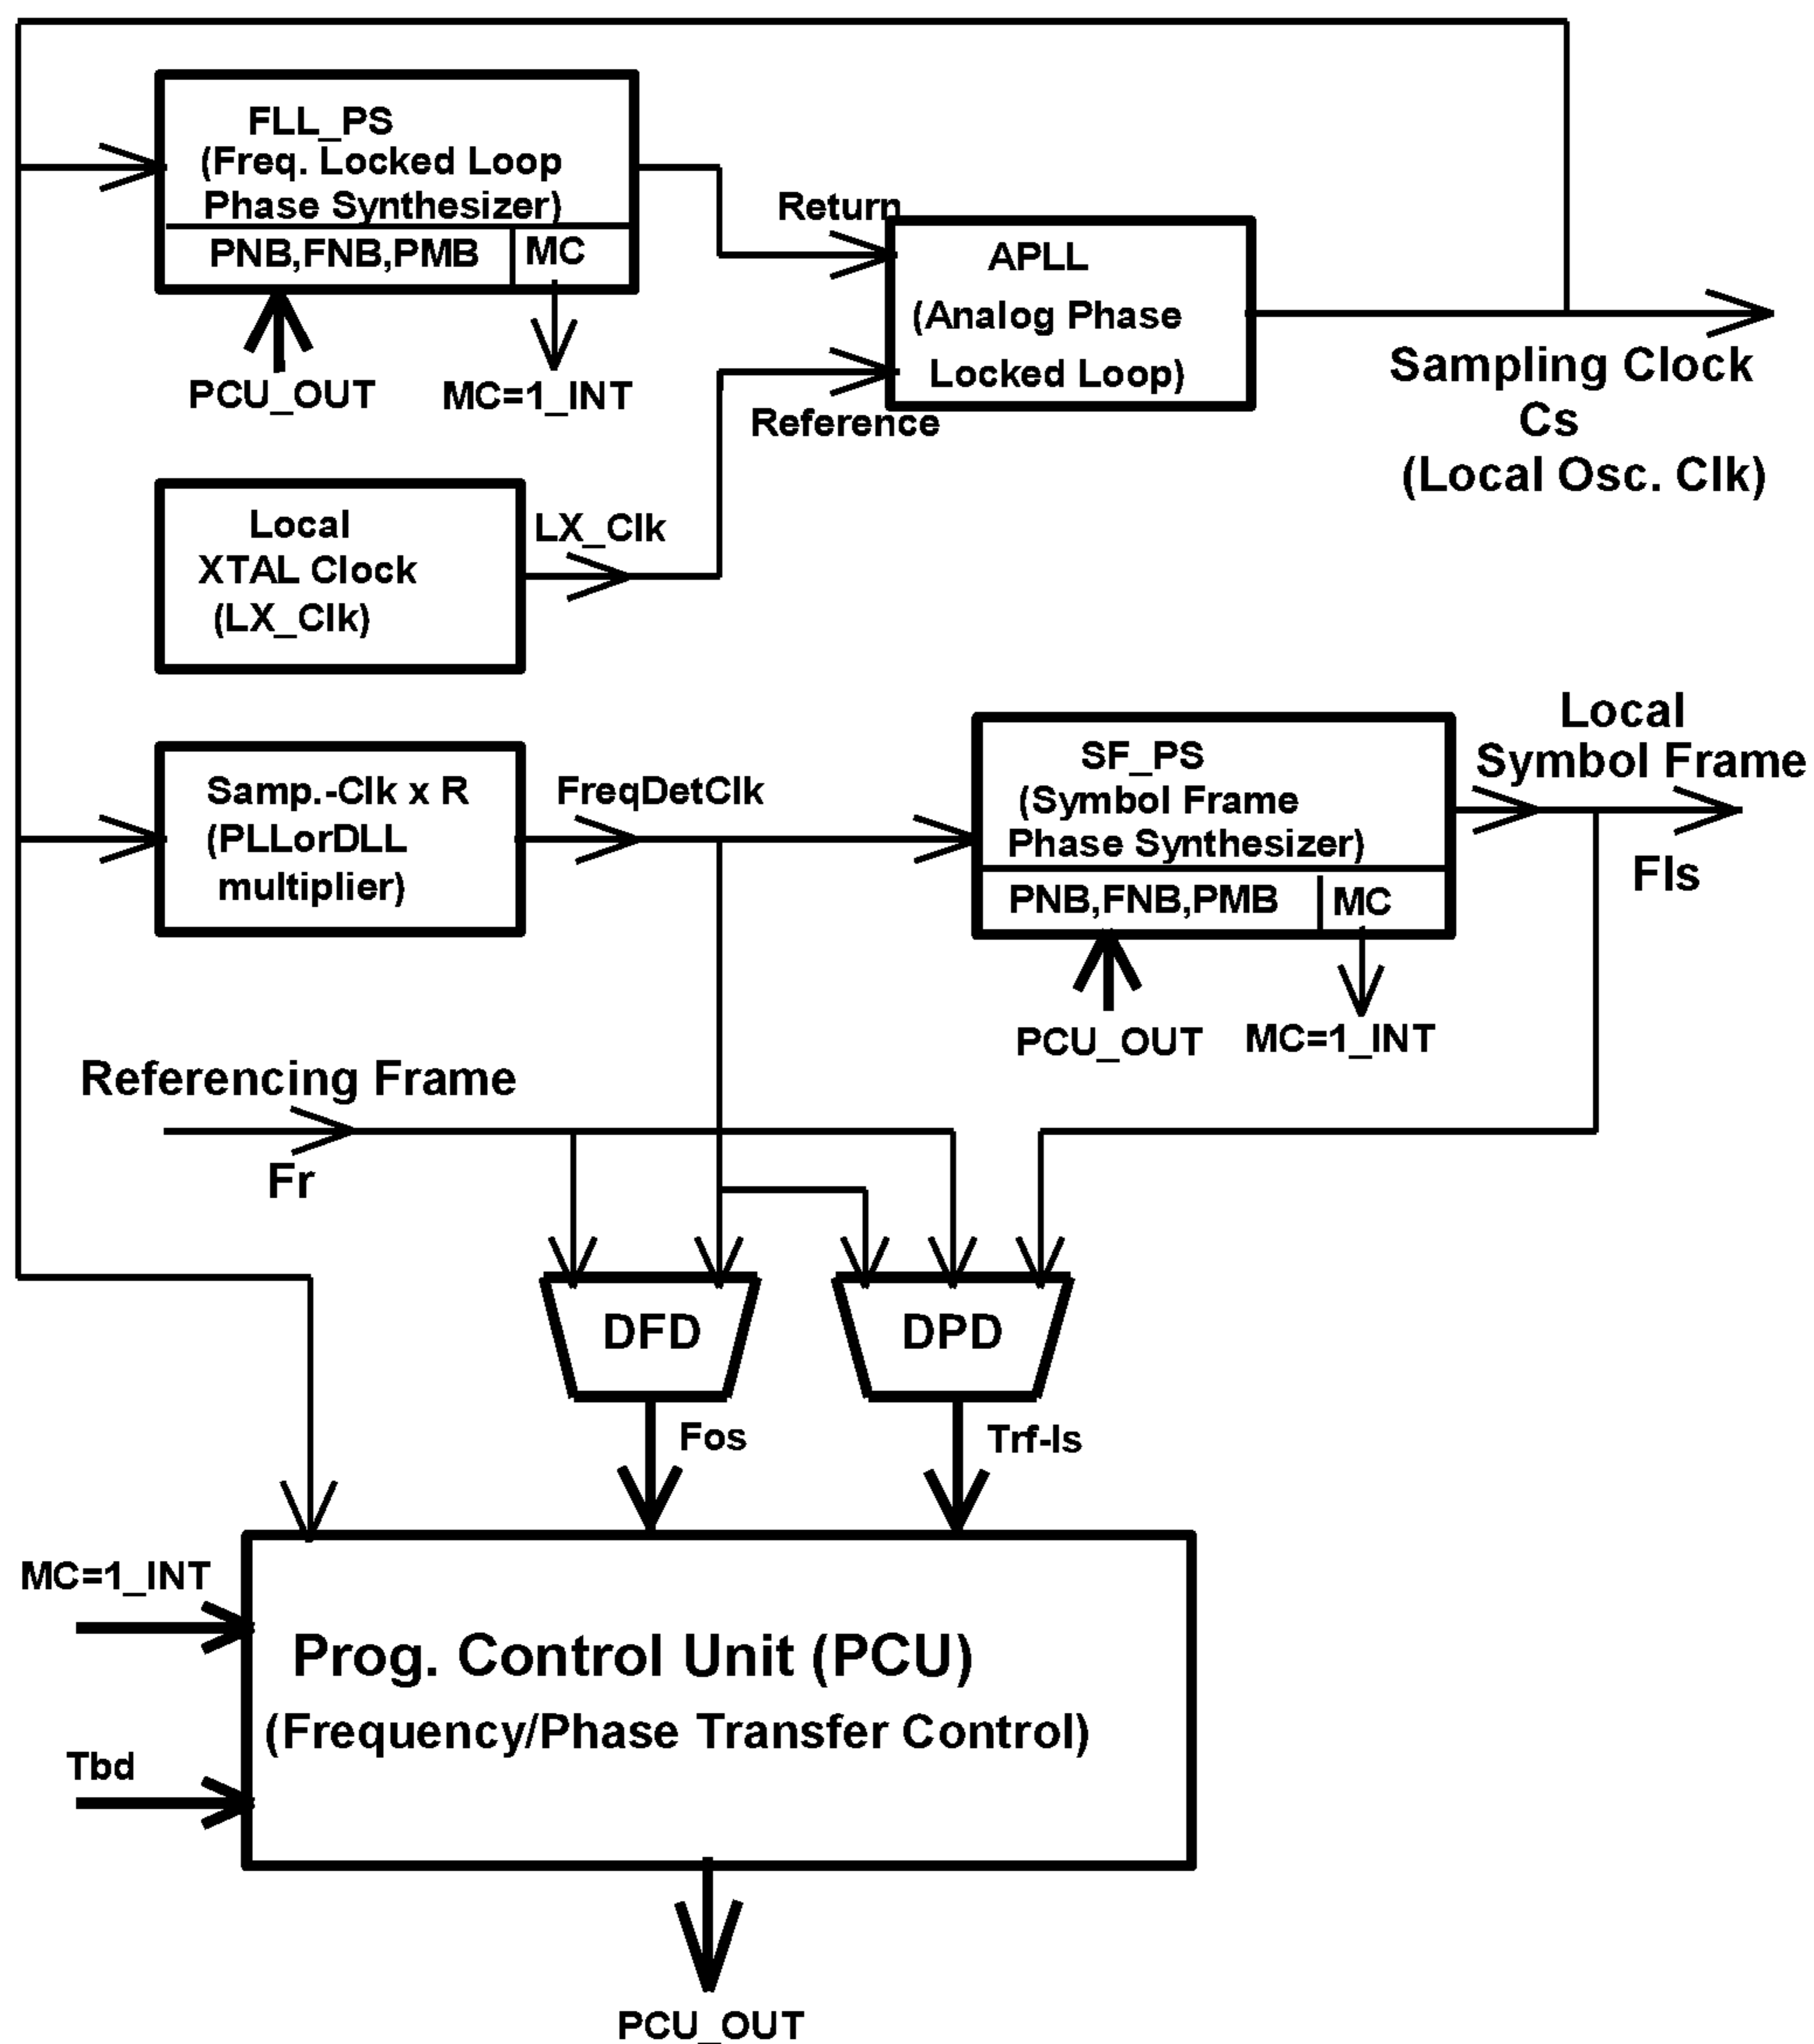 FLL_PS
(Freq. Locked Loop
Phase Synthesizer)
PNB,FNB,PMB
MC
PCU_OUT
MC=1_INT
Return
Reference
APLL
(Analog Phase
Locked Loop)
Sampling Clock
Cs
(Local Osc. Clk)
Local
XTAL Clock
(LX_Clk)
LX_Clk
Samp.-Clk x R
(PLLorDLL
multiplier)
FreqDetClk
SF_PS
(Symbol Frame
Phase Synthesizer)
PNB,FNB,PMB
MC
PCU_OUT
MC=1_INT
Local
Symbol Frame
Fls
Referencing Frame
Fr
DFD
DPD
Fos
Trf-ls
MC=1_INT
Tbd
Prog. Control Unit (PCU)
(Frequency/Phase Transfer Control)
PCU_OUT